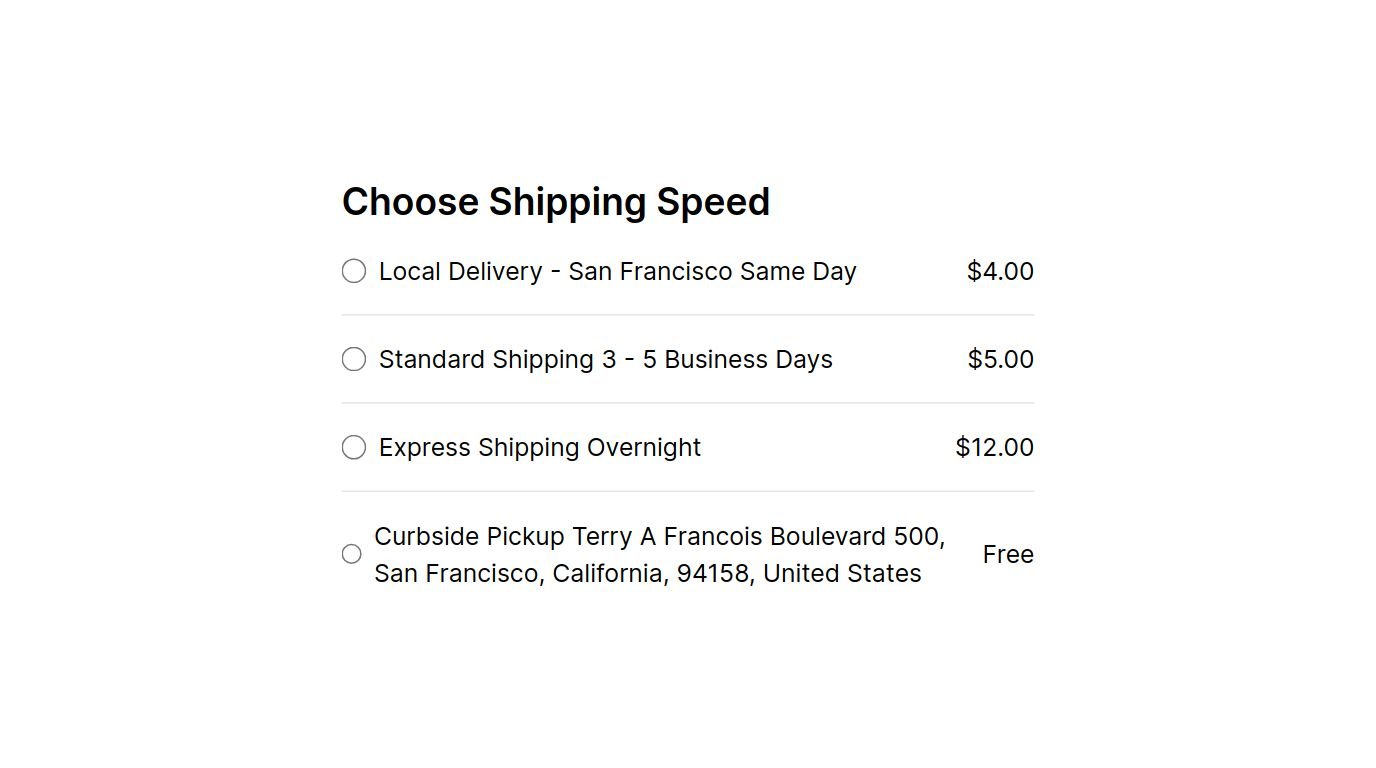 Choose Shipping Speed
Local Delivery - San Francisco Same Day $4.00
Standard Shipping 3 - 5 Business Days $5.00
Express Shipping Overnight $12.00
Curbside Pickup Terry A Francois Boulevard 500,
San Francisco, California, 94158, United States
Free